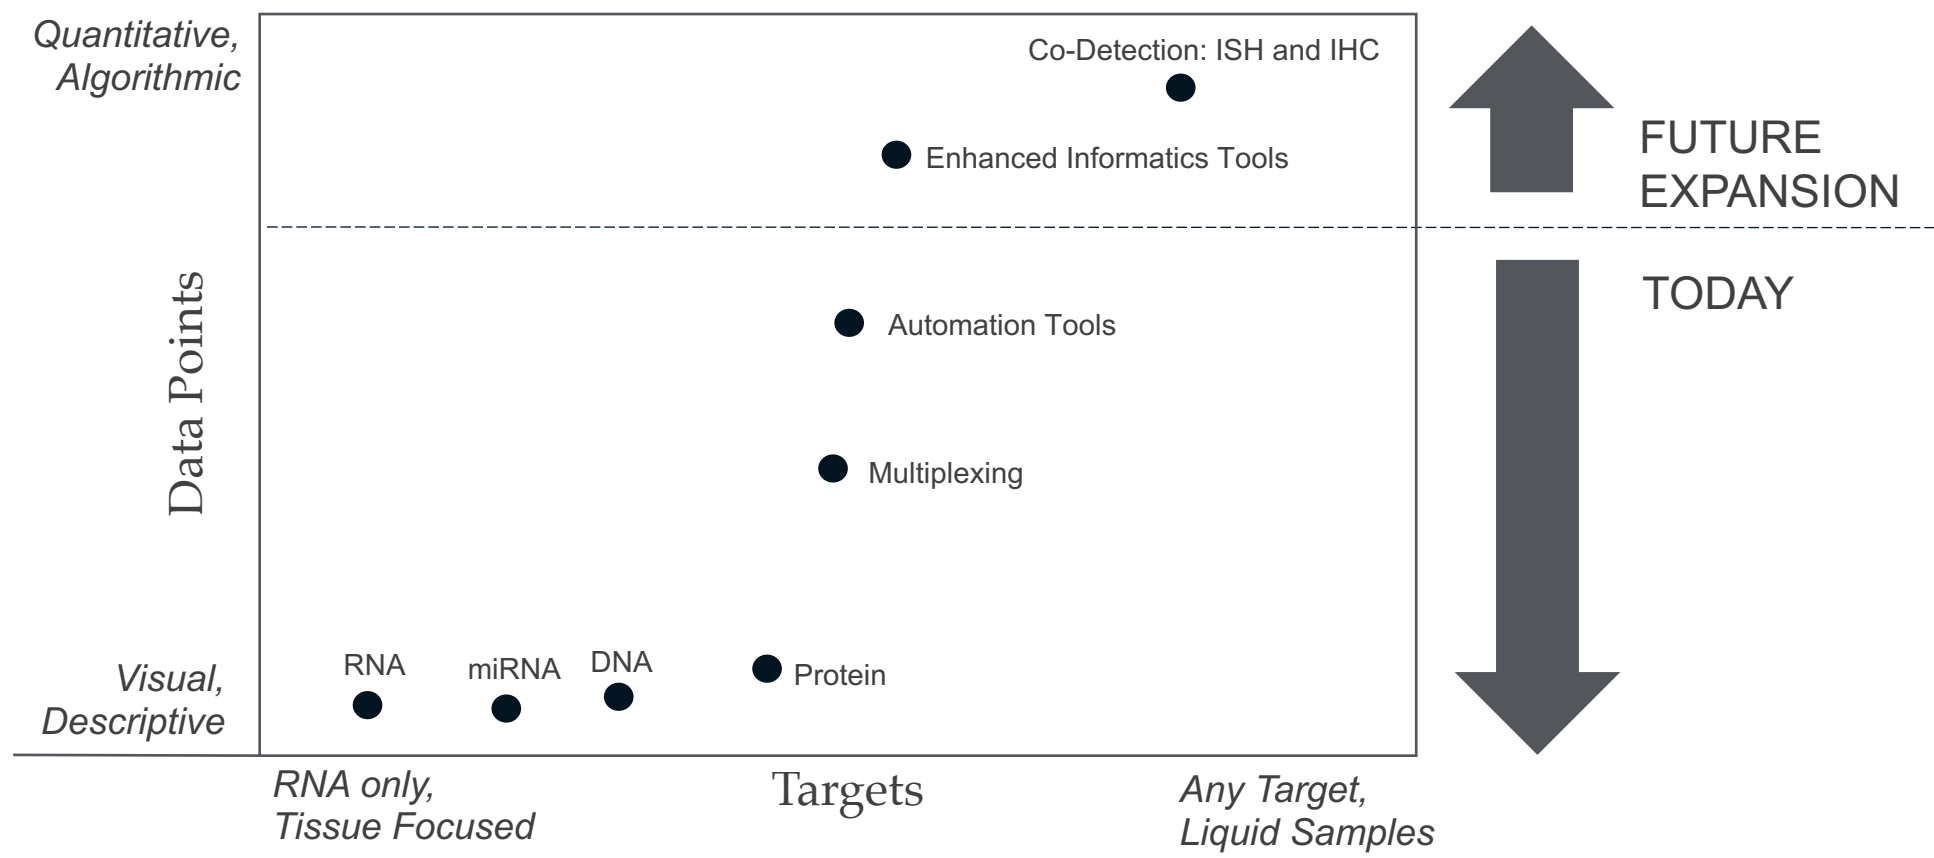 Quantitative,
Algorithmic
Co-Detection: ISH and IHC
Enhanced Informatics Tools
FUTURE
EXPANSION
TODAY
Automation Tools
Data Points
Multiplexing
RNA
miRNA
DNA
Protein
Visual,
Descriptive
RNA only,
Tissue Focused
Targets
Any Target,
Liquid Samples